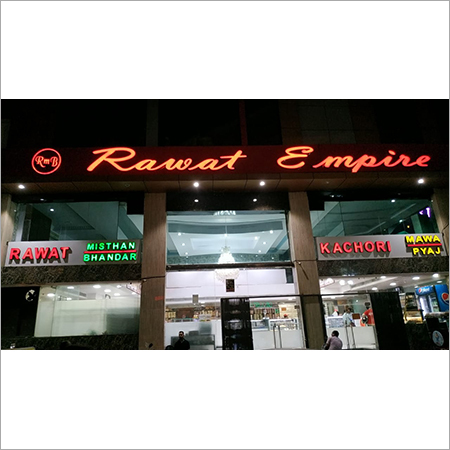 RmB
Rawat Empire
RAWAT
MISTHAN
BHANDAR
KACHORI
MAWA
PYAJ